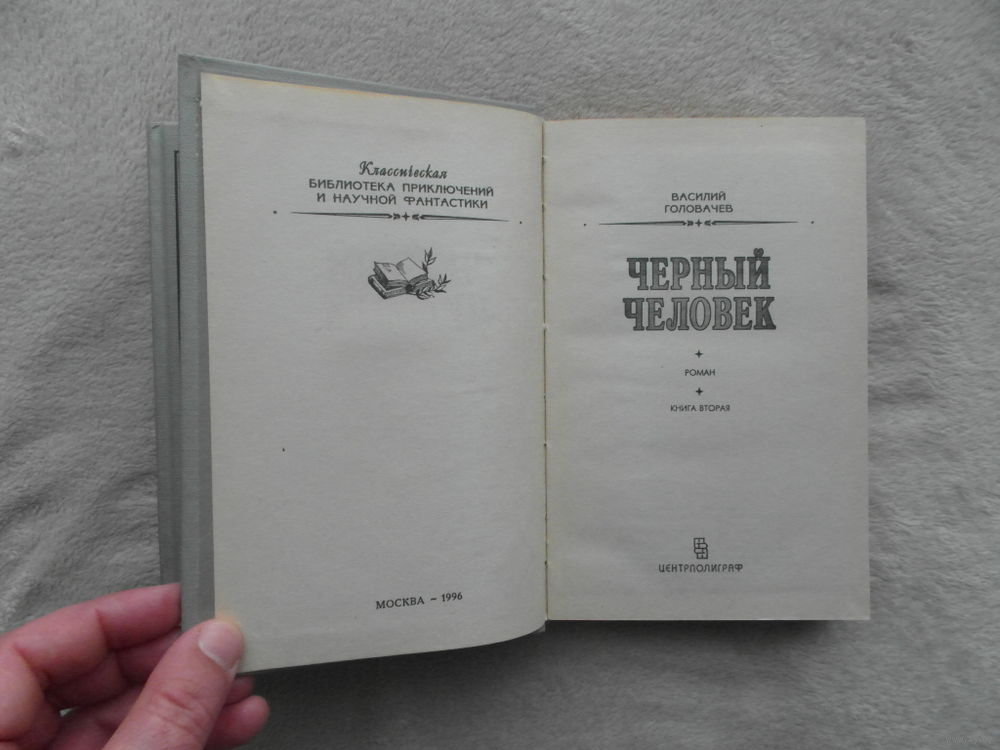 Классическая
БИБЛИОТЕКА ПРИКЛЮЧЕНИЙ
И НАУЧНОЙ ФАНТАСТИКИ
МОСКВА ~ 1996
ВАСИЛИЙ
ГОЛОВАЧЕВ
ЧЕРНЫЙ
ЧЕЛОВЕК
РОМАН
КНИГА ВТОРАЯ
ЦЕНТРПОЛИГРАФ